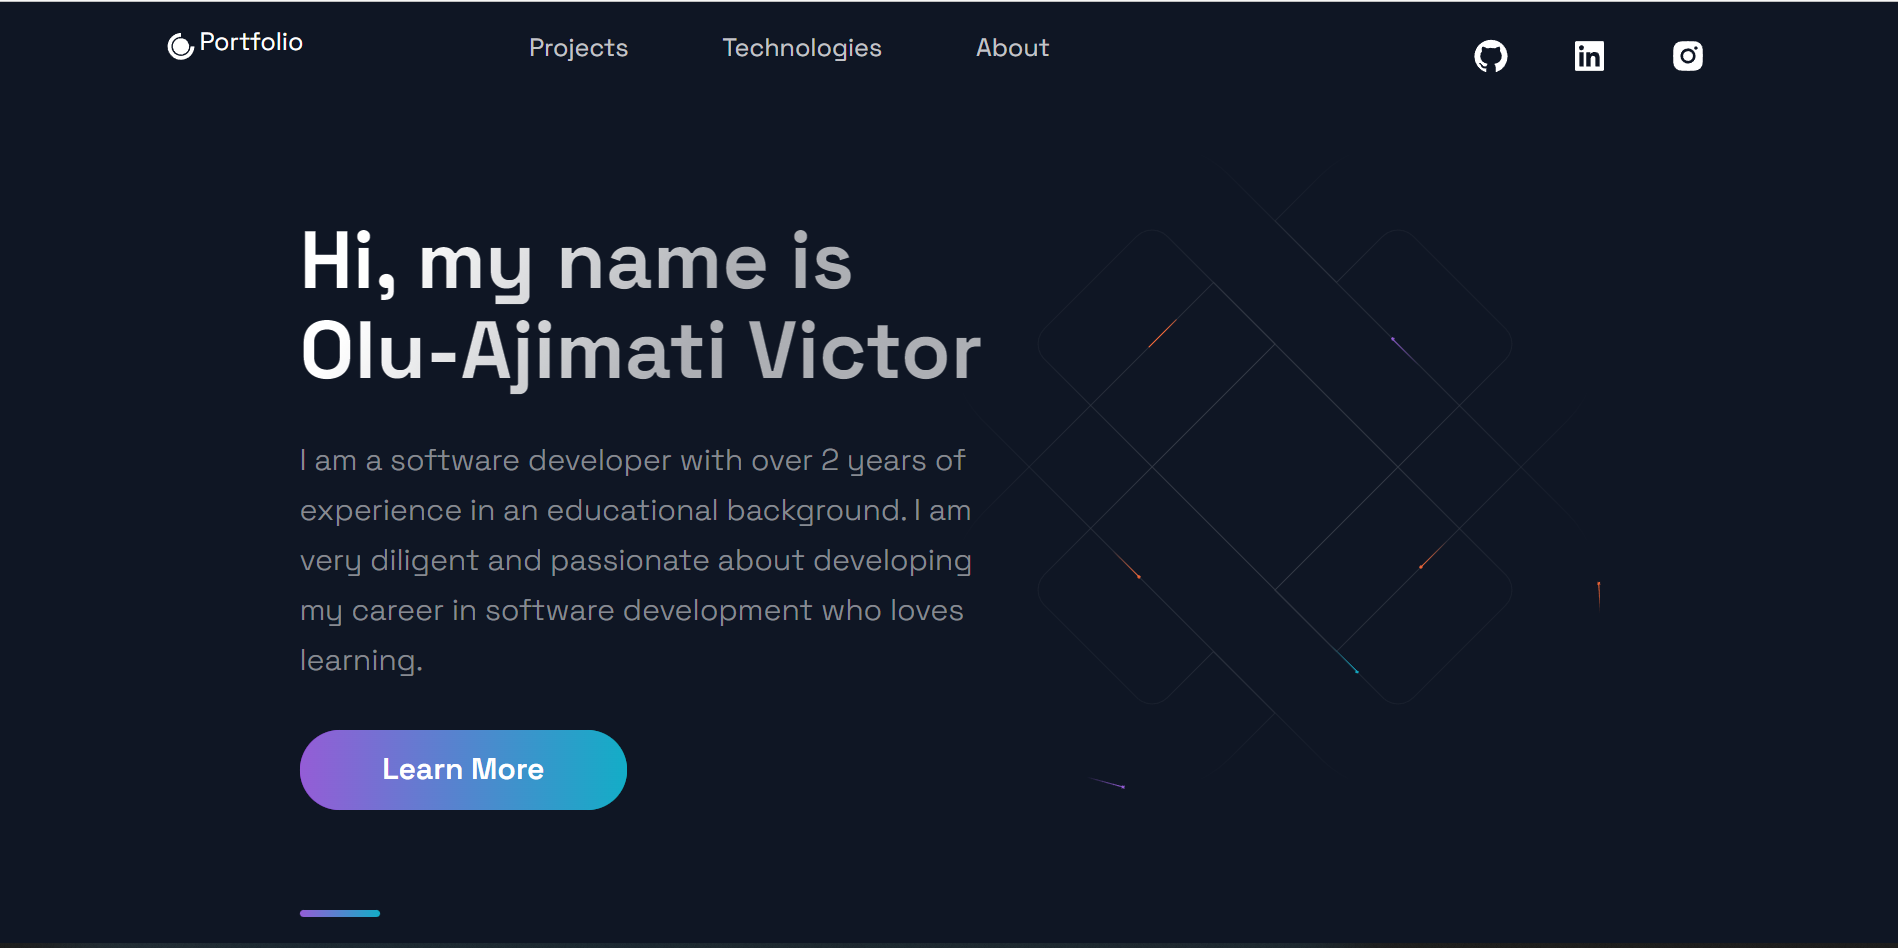 Portfolio
Projects
Technologies
About
in
Hi, my name is
Olu-Ajimati Victor
I am a software developer with over 2 years of
experience in an educational background. I am
very diligent and passionate about developing
my career in software development who loves
learning.
Learn More